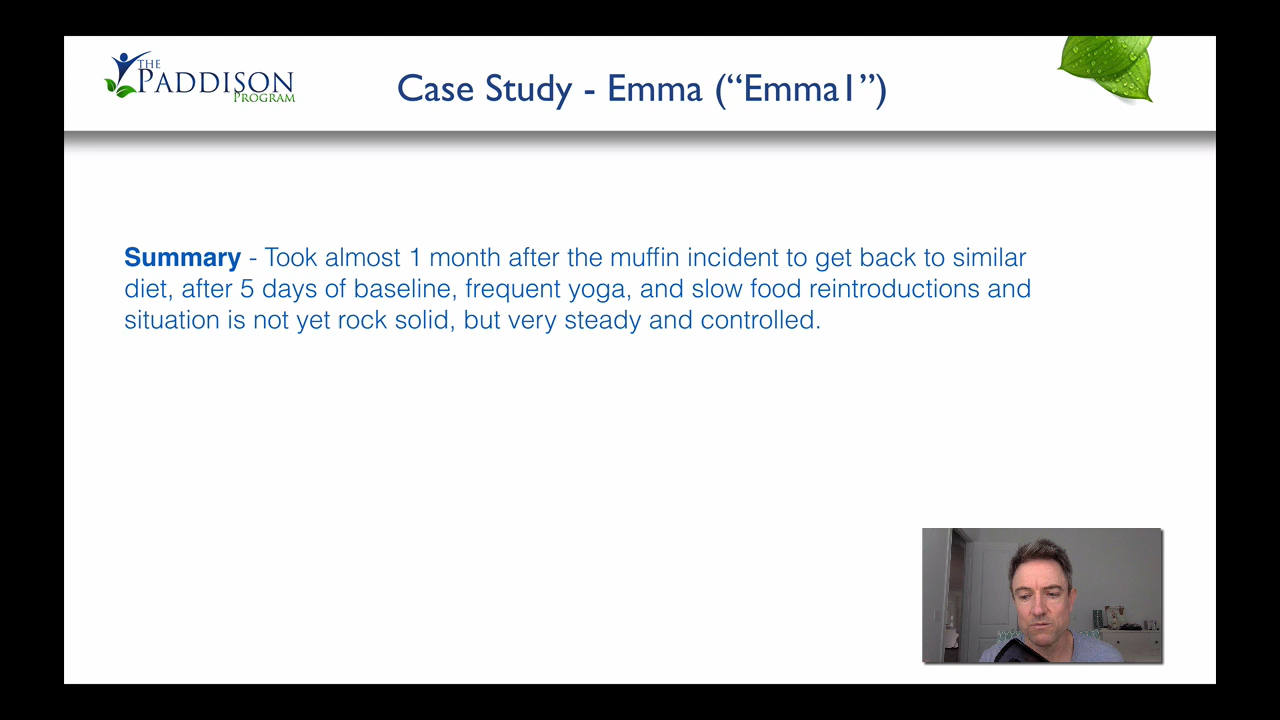 THE
PADDISON
PROGRAM
Case Study - Emma (“Emma1”)
Summary - Took almost 1 month after the muffin incident to get back to similar
diet, after 5 days of baseline, frequent yoga, and slow food reintroductions and
situation is not yet rock solid, but very steady and controlled.